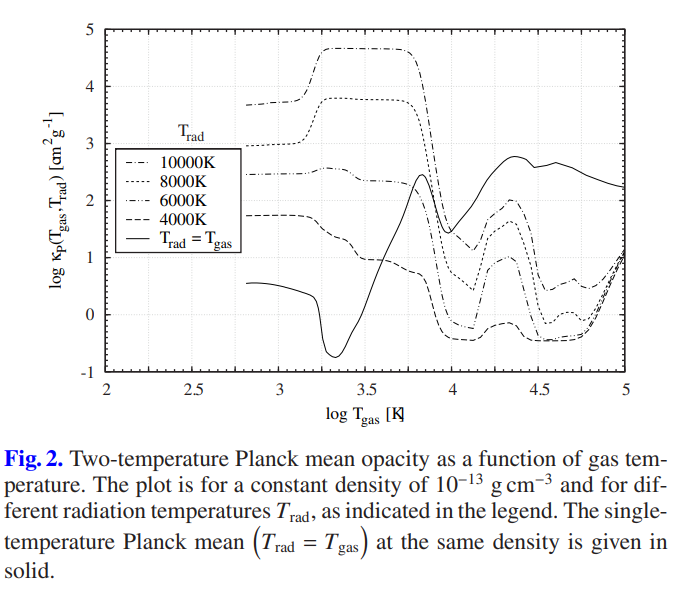 5
4
3
2
1
0
-1
log κP(Tgas,Trad) [cm2g-1]
Trad
10000K
8000K
6000K
4000K
Trad = Tgas
2
2.5
3
3.5
4
4.5
5
log Tgas [K]
Fig. 2. Two-temperature Planck mean opacity as a function of gas tem-
perature. The plot is for a constant density of 10−13 g cm−3 and for dif-
ferent radiation temperatures Trad, as indicated in the legend. The single-
temperature Planck mean (Trad = Tgas) at the same density is given in
solid.